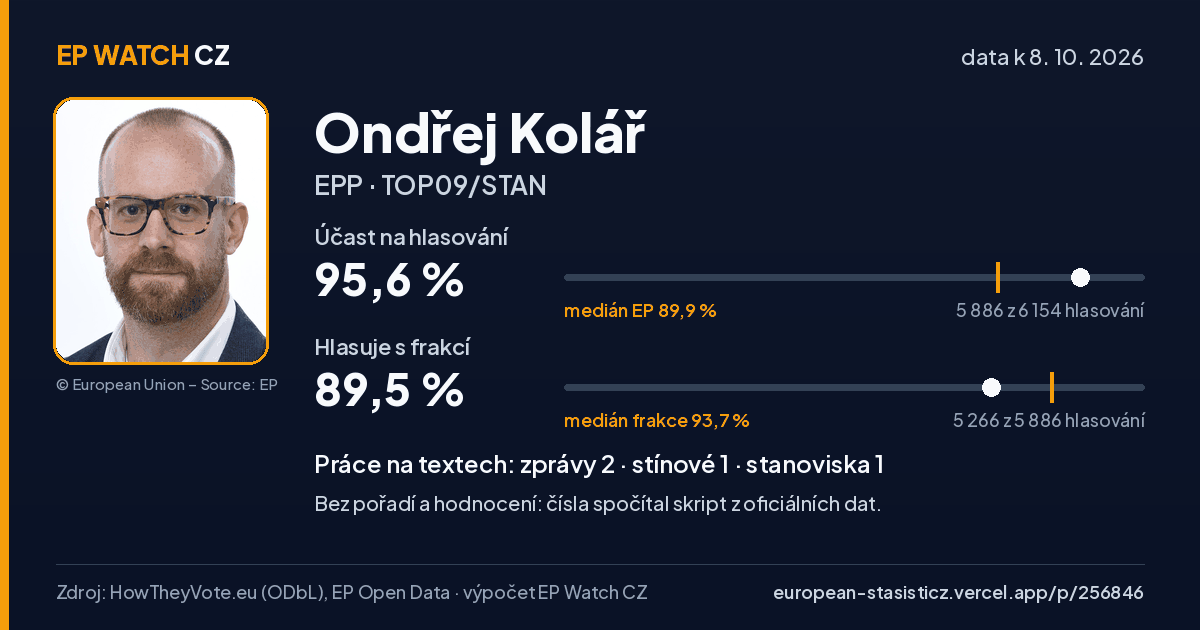 EP WATCH CZ
data k 8. 10. 2026
Ondřej Kolář
EPP · TOP09/STAN
Účast na hlasování
95,6 %
medián EP 89,9 %
5 886 z 6 154 hlasování
Hlasuje s frakcí
89,5 %
medián frakce 93,7 %
5 266 z 5 886 hlasování
© European Union – Source: EP
Práce na textech: zprávy 2 · stínové 1 · stanoviska 1
Bez pořadí a hodnocení: čísla spočítal skript z oficiálních dat.
Zdroj: HowTheyVote.eu (ODbL), EP Open Data · výpočet EP Watch CZ
european-stasisticz.vercel.app/p/256846